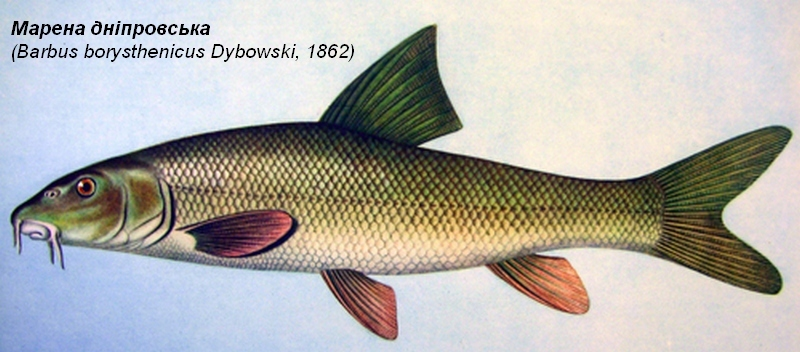 Марена дніпровська
(Barbus borysthenicus Dybowski, 1862)